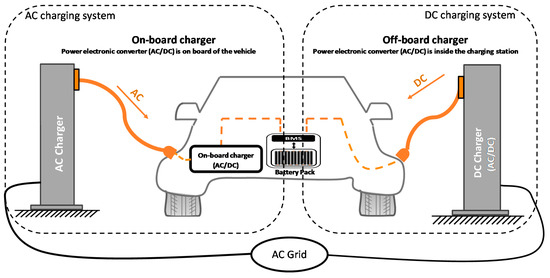 AC charging system
DC charging system
On-board charger
Power electronic converter (AC/DC) is on board of the vehicle
Off-board charger
Power electronic converter (AC/DC) is inside the charging station
AC
DC
AC Charger
BMS
On-board charger
(AC/DC)
Battery Pack
DC Charger
(AC/DC)
AC Grid